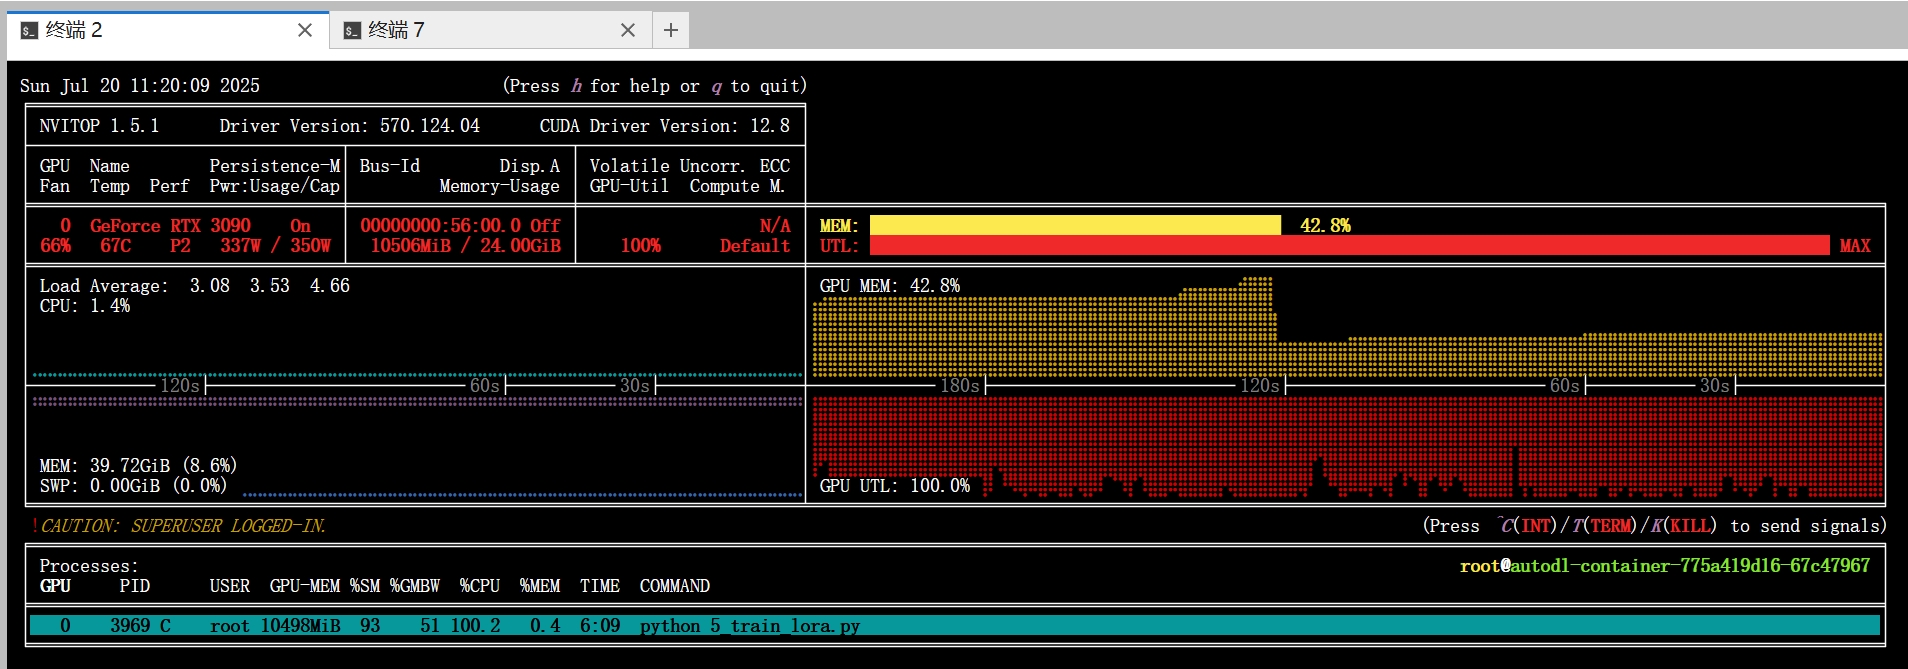 终端 2
终端 7
Sun Jul 20 11:20:09 2025 (Press h for help or q to quit)
NVITOP 1.5.1 Driver Version: 570.124.04 CUDA Driver Version: 12.8
GPU Name Persistence-M Bus-Id Disp.A Volatile Uncorr. ECC
Fan Temp Perf Pwr:Usage/Cap Memory-Usage GPU-Util Compute M.
0 GeForce RTX 3090 On 00000000:56:00.0 Off N/A MEM: 42.8%
66% 67C P2 337W / 350W 10506MiB / 24.00GiB 100% Default UTL: MAX
Load Average: 3.08 3.53 4.66 GPU MEM: 42.8%
CPU: 1.4%
120s 60s 30s 180s 120s 60s 30s
MEM: 39.72GiB (8.6%)
SWP: 0.00GiB (0.0%) GPU UTL: 100.0%
!CAUTION: SUPERUSER LOGGED-IN. (Press ^C(INT)/T(TERM)/K(KILL) to send signals)
Processes: root@autodl-container-775a419d16-67c47967
GPU PID USER GPU-MEM %SM %GMBW %CPU %MEM TIME COMMAND
0 3969 C root 10498MiB 93 51 100.2 0.4 6:09 python 5_train_lora.py